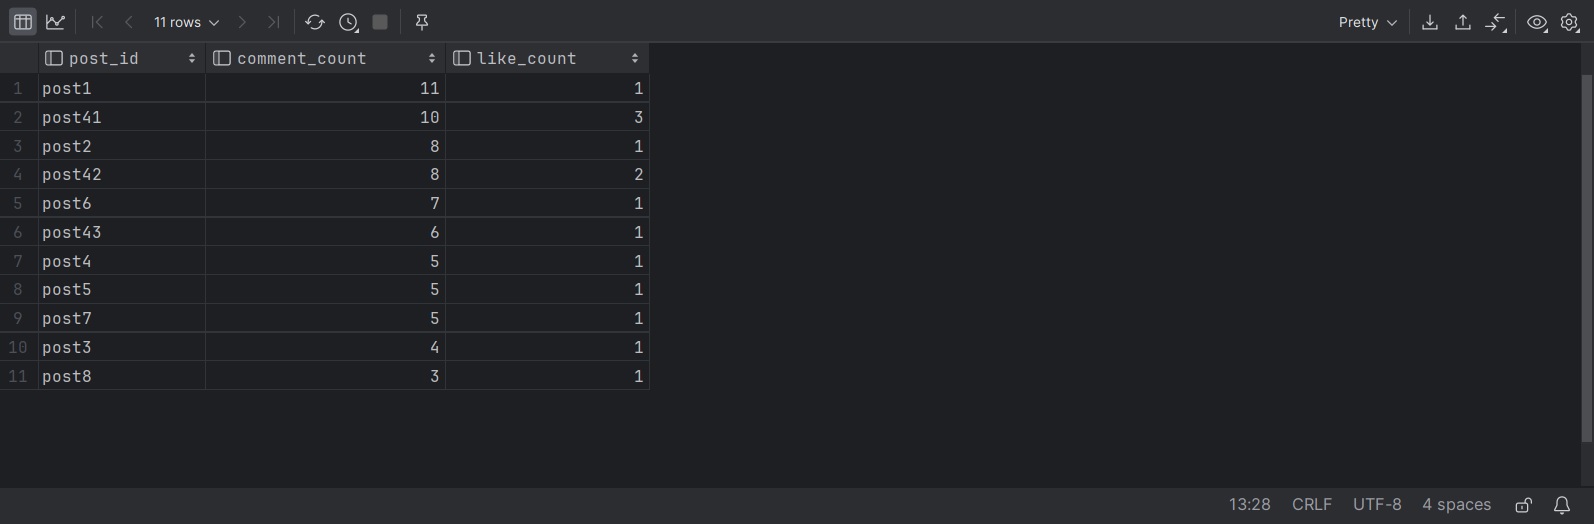 11 rows Pretty
post_id comment_count like_count
1 post1 11 1
2 post41 10 3
3 post2 8 1
4 post42 8 2
5 post6 7 1
6 post43 6 1
7 post4 5 1
8 post5 5 1
9 post7 5 1
10 post3 4 1
11 post8 3 1
13:28 CRLF UTF-8 4 spaces